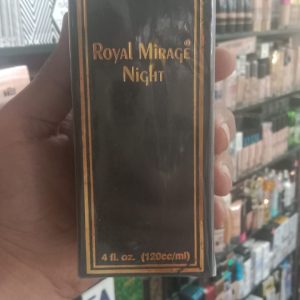 Royal Mirage®
Night
4 fl. oz. (120cc/ml)